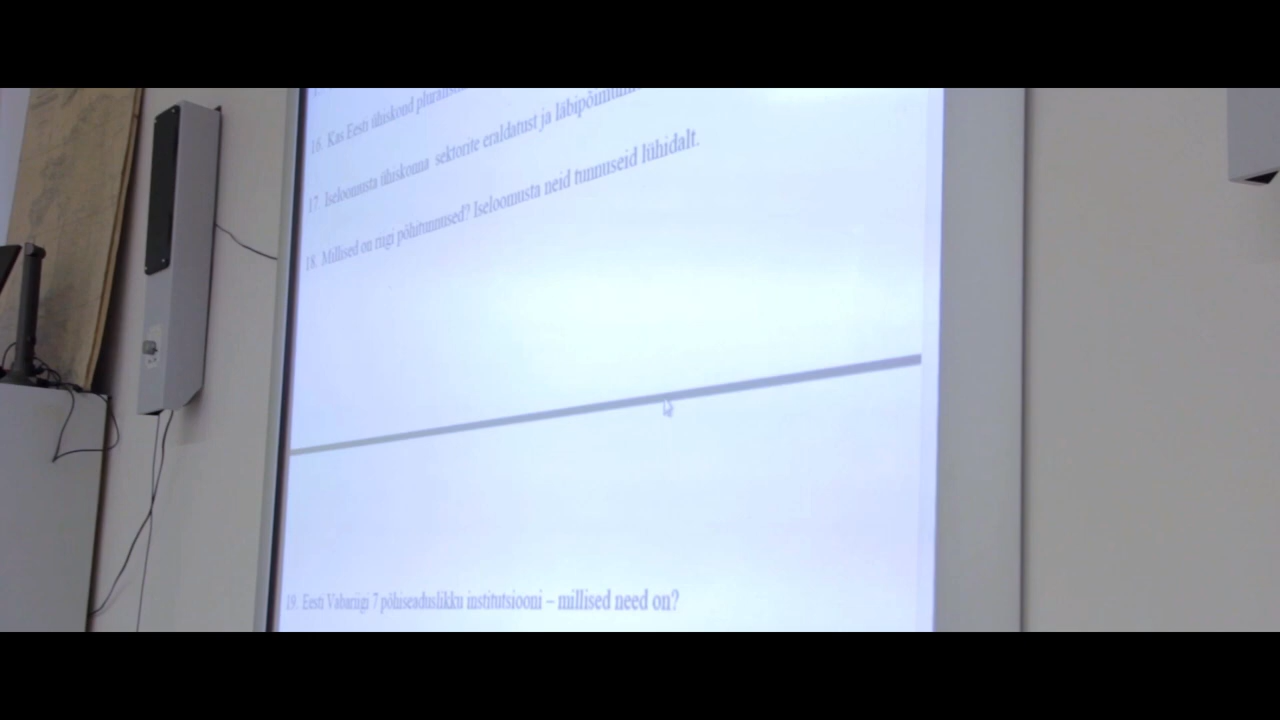 16. Kas Eesti ühiskond
17. Iseloomusta ühiskonna sektorite eraldatust ja
18. Millised on riigi põhitunnused? Iseloomusta neid tunnuseid lühidalt.
19. Eesti Vabariigi 7 põhiseaduslikku institutsiooni – millised need on?